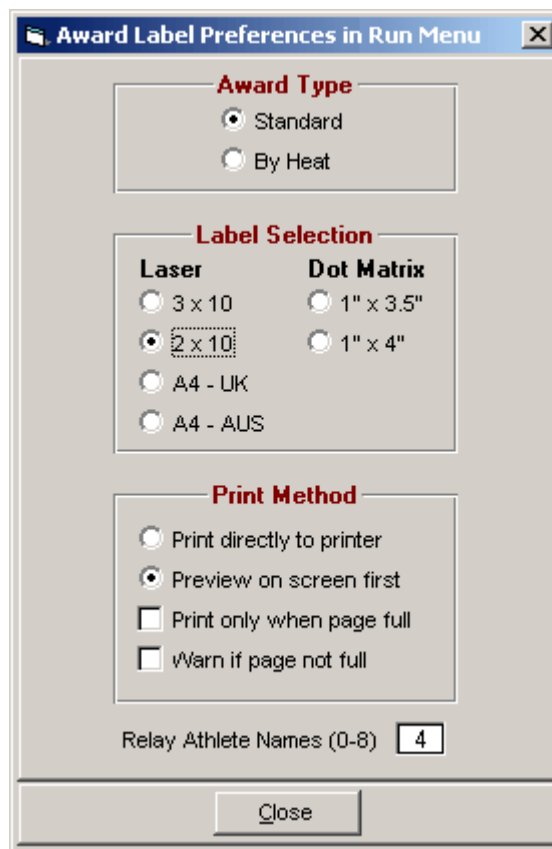 Award Label Preferences in Run Menu
Award Type
Standard
By Heat
Label Selection
Laser Dot Matrix
3 x 10 1" x 3.5"
2 x 10 1" x 4"
A4 - UK
A4 - AUS
Print Method
Print directly to printer
Preview on screen first
Print only when page full
Warn if page not full
Relay Athlete Names (0-8) 4
Close